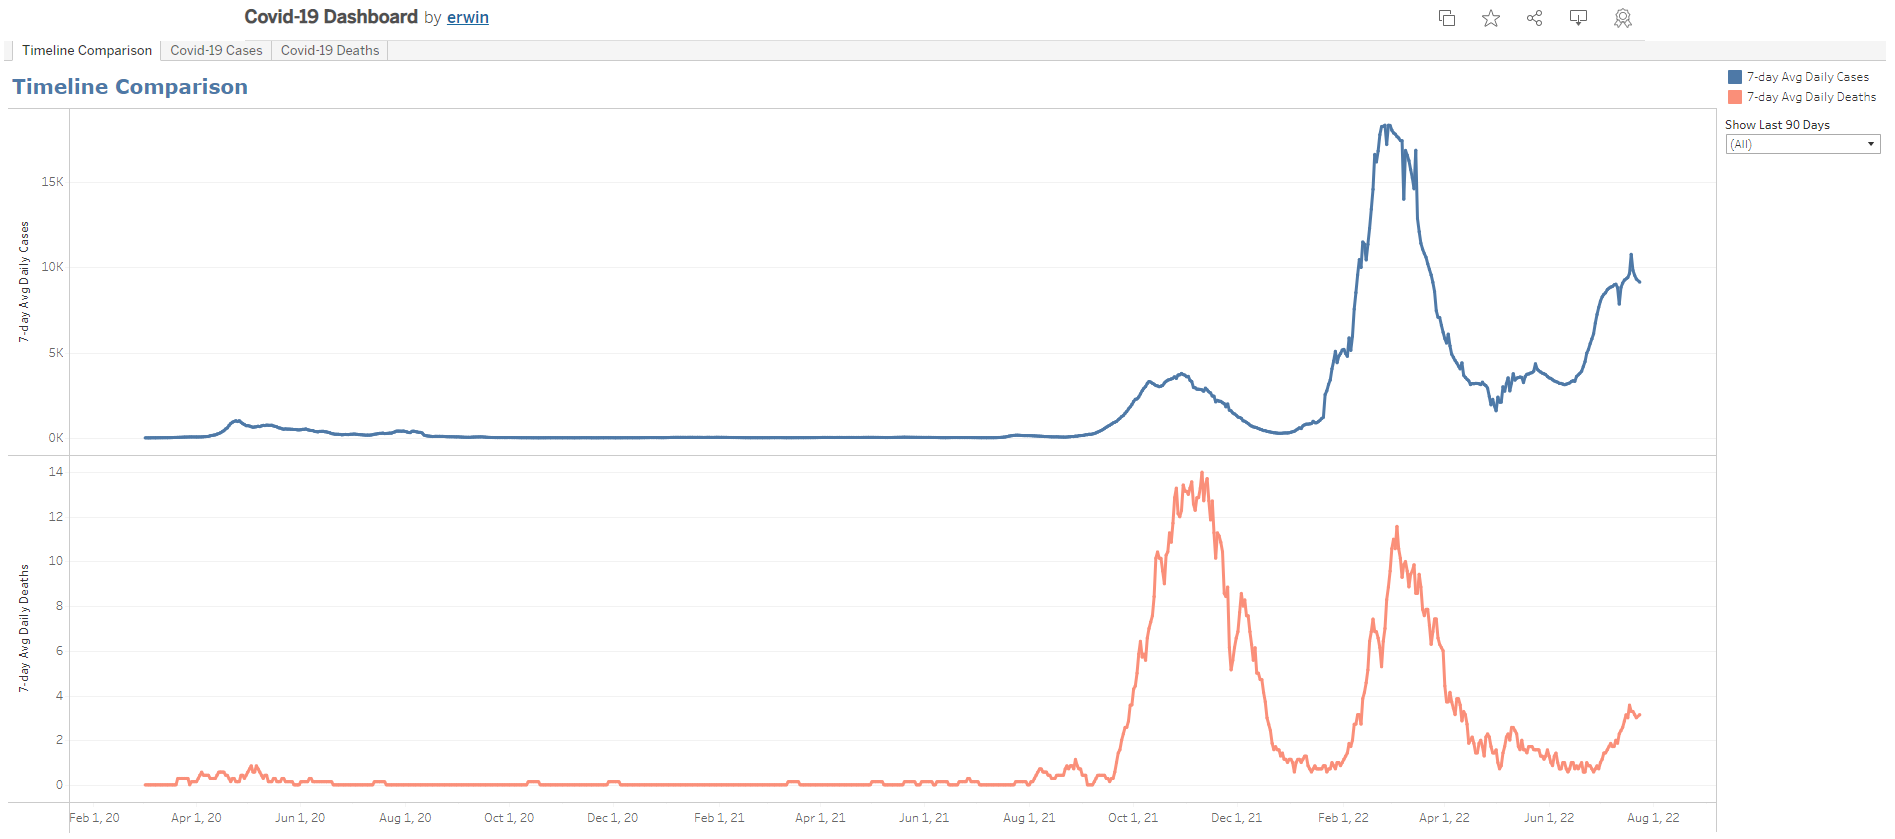 Covid-19 Dashboard by erwin
Timeline Comparison
Covid-19 Cases
Covid-19 Deaths
Timeline Comparison
7-day Avg Daily Cases
7-day Avg Daily Deaths
Show Last 90 Days
(All)
7-day Avg Daily Cases
15K
10K
5K
0K
7-day Avg Daily Deaths
14
12
10
8
6
4
2
0
Feb 1, 20
Apr 1, 20
Jun 1, 20
Aug 1, 20
Oct 1, 20
Dec 1, 20
Feb 1, 21
Apr 1, 21
Jun 1, 21
Aug 1, 21
Oct 1, 21
Dec 1, 21
Feb 1, 22
Apr 1, 22
Jun 1, 22
Aug 1, 22